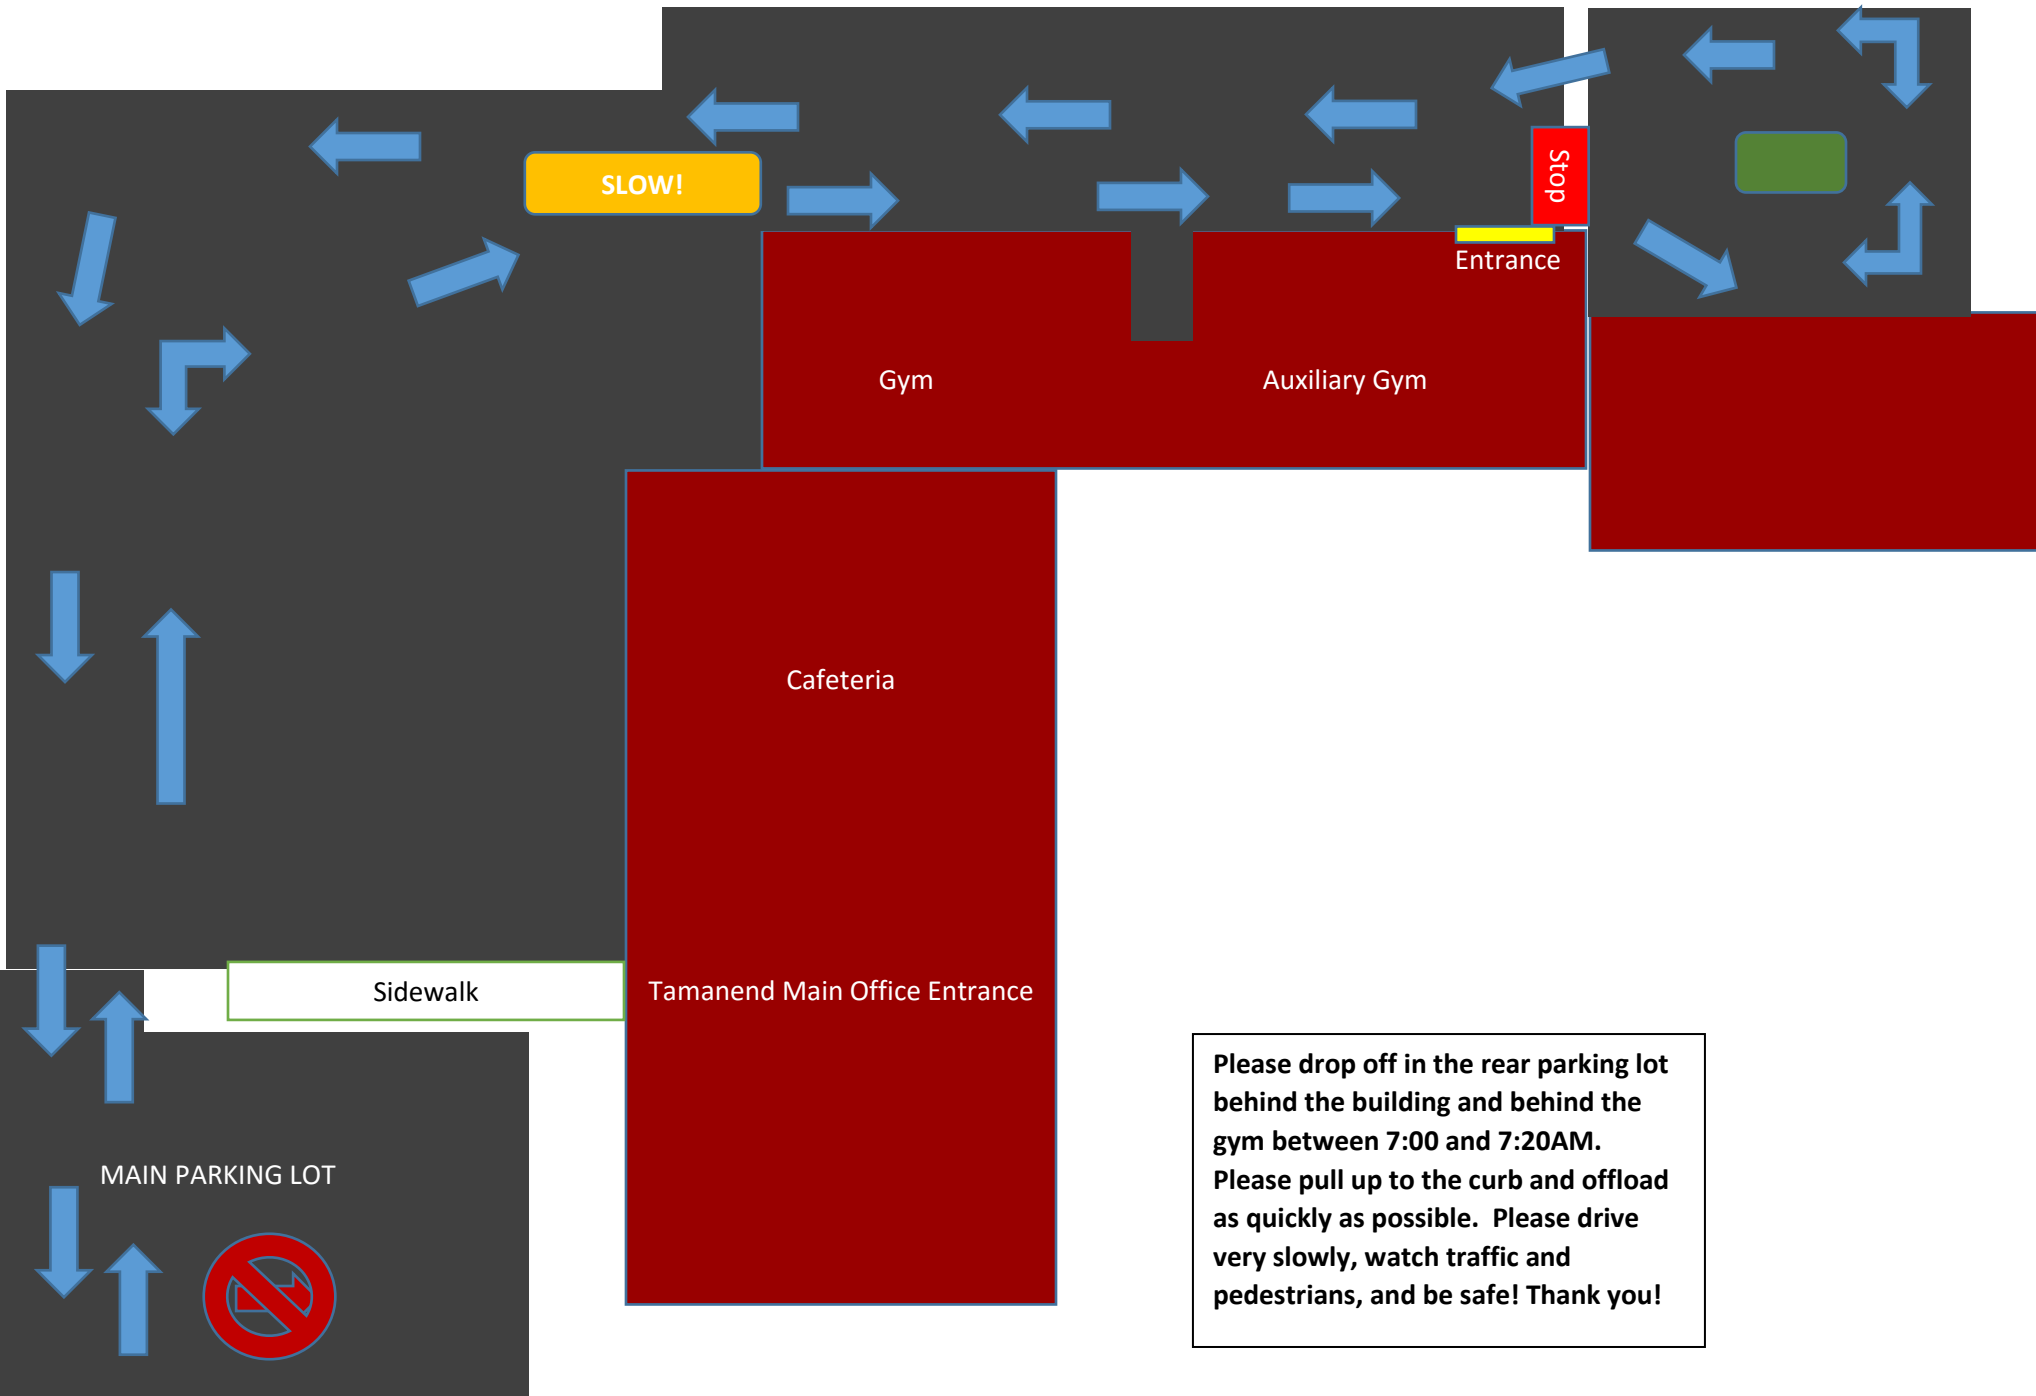 SLOW!
Stop
Entrance
Gym
Auxiliary Gym
Cafeteria
Sidewalk
Tamanend Main Office Entrance
MAIN PARKING LOT
Please drop off in the rear parking lot
behind the building and behind the
gym between 7:00 and 7:20AM.
Please pull up to the curb and offload
as quickly as possible.  Please drive
very slowly, watch traffic and
pedestrians, and be safe! Thank you!